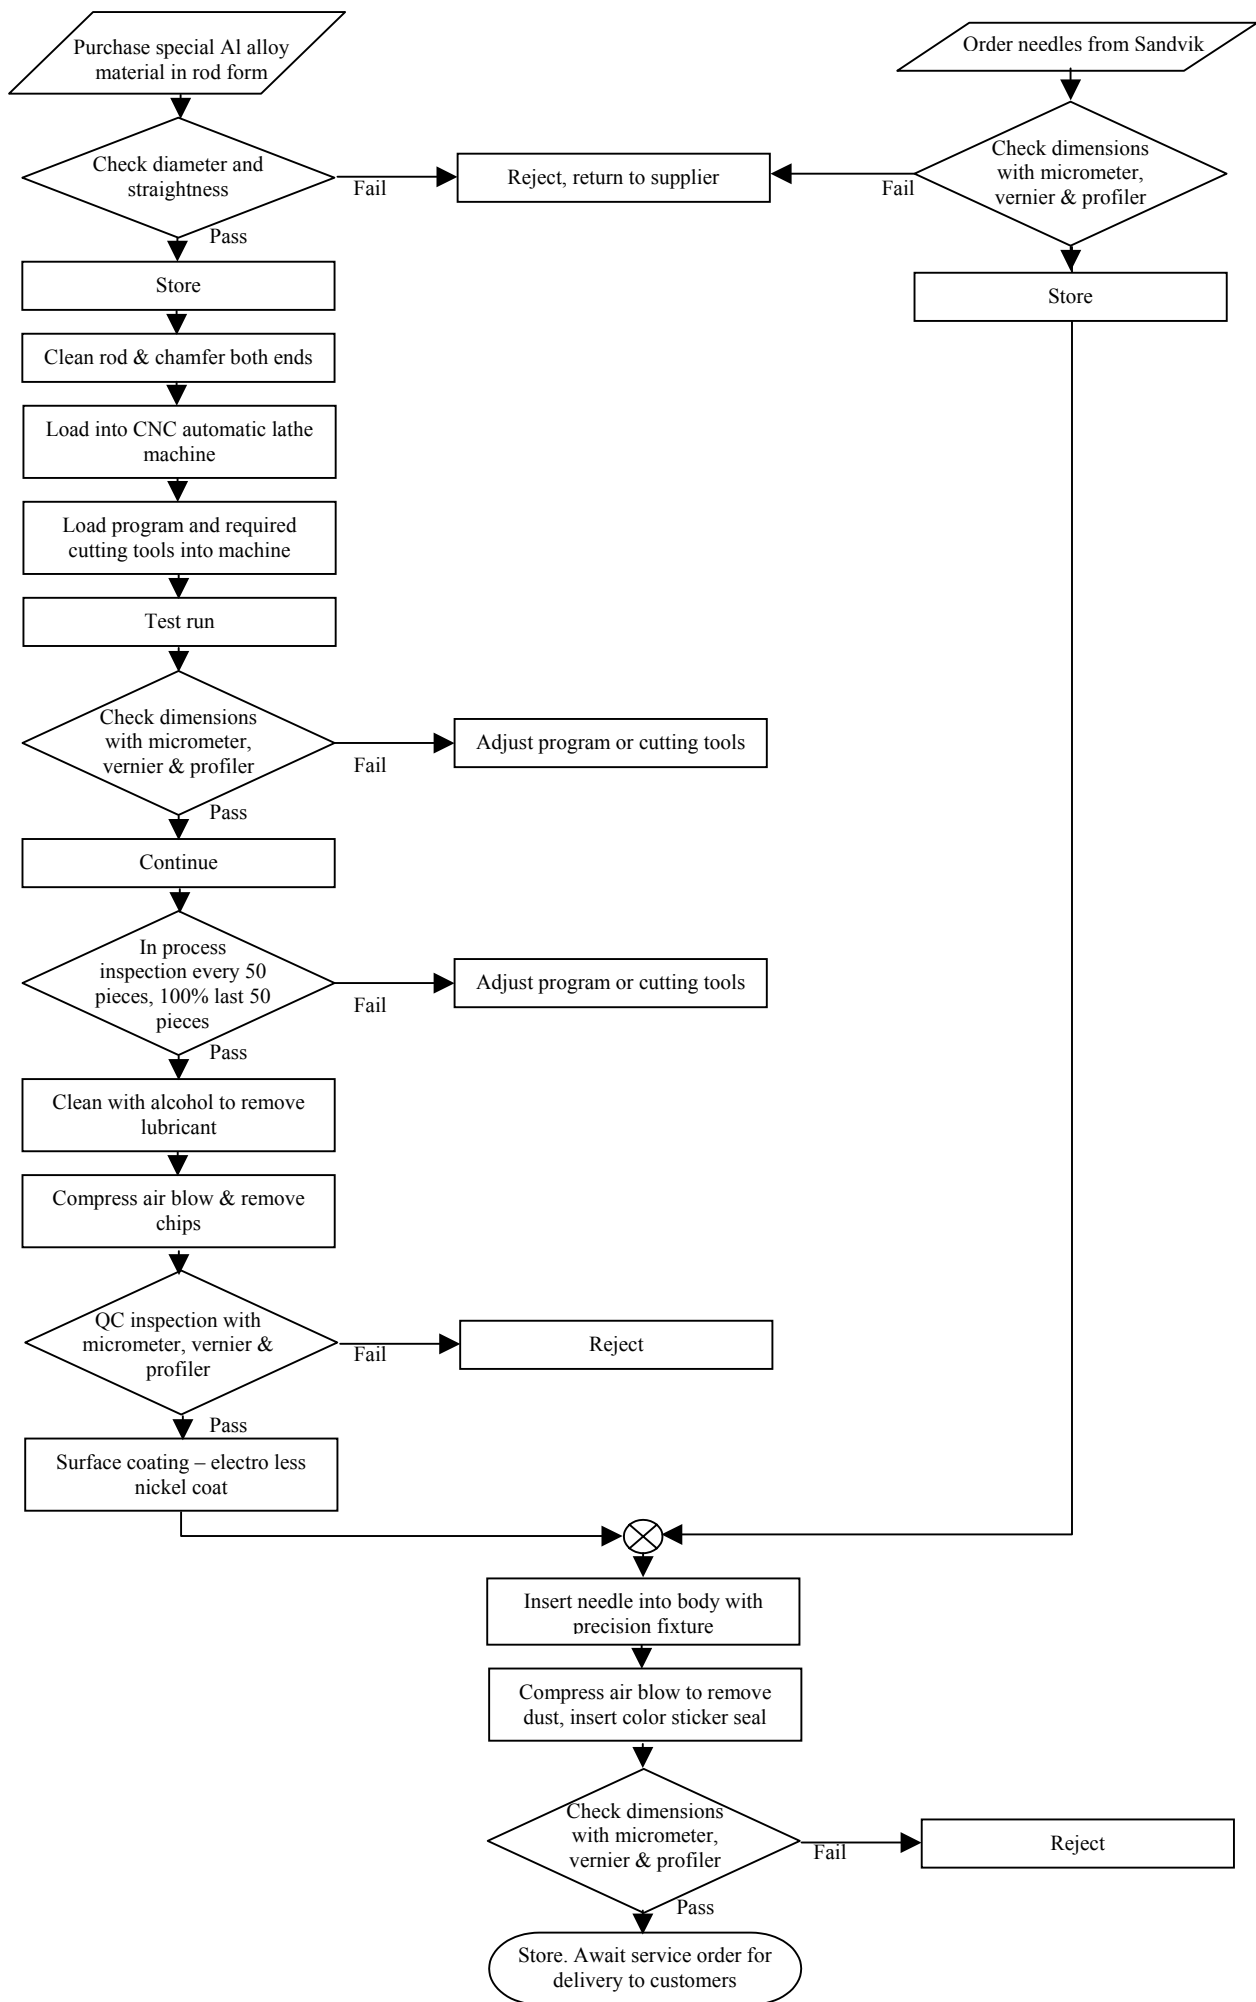 Purchase special Al alloy
material in rod form
Order needles from Sandvik
Check diameter and
straightness
Fail
Reject, return to supplier
Fail
Check dimensions
with micrometer,
vernier & profiler
Pass
Store
Store
Clean rod & chamfer both ends
Load into CNC automatic lathe
machine
Load program and required
cutting tools into machine
Test run
Check dimensions
with micrometer,
vernier & profiler
Fail
Adjust program or cutting tools
Pass
Continue
In process
inspection every 50
pieces, 100% last 50
pieces
Fail
Adjust program or cutting tools
Pass
Clean with alcohol to remove
lubricant
Compress air blow & remove
chips
QC inspection with
micrometer, vernier &
profiler
Fail
Reject
Pass
Surface coating – electro less
nickel coat
Insert needle into body with
precision fixture
Compress air blow to remove
dust, insert color sticker seal
Check dimensions
with micrometer,
vernier & profiler
Fail
Reject
Pass
Store. Await service order for
delivery to customers